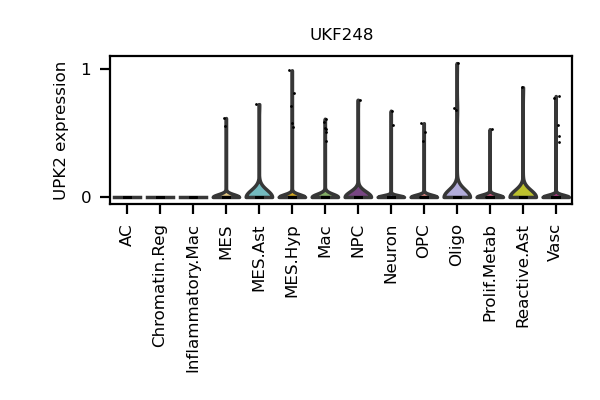 UKF248
UPK2 expression
1
0
AC
Chromatin.Reg
Inflammatory.Mac
MES
MES.Ast
MES.Hyp
Mac
NPC
Neuron
OPC
Oligo
Prolif.Metab
Reactive.Ast
Vasc